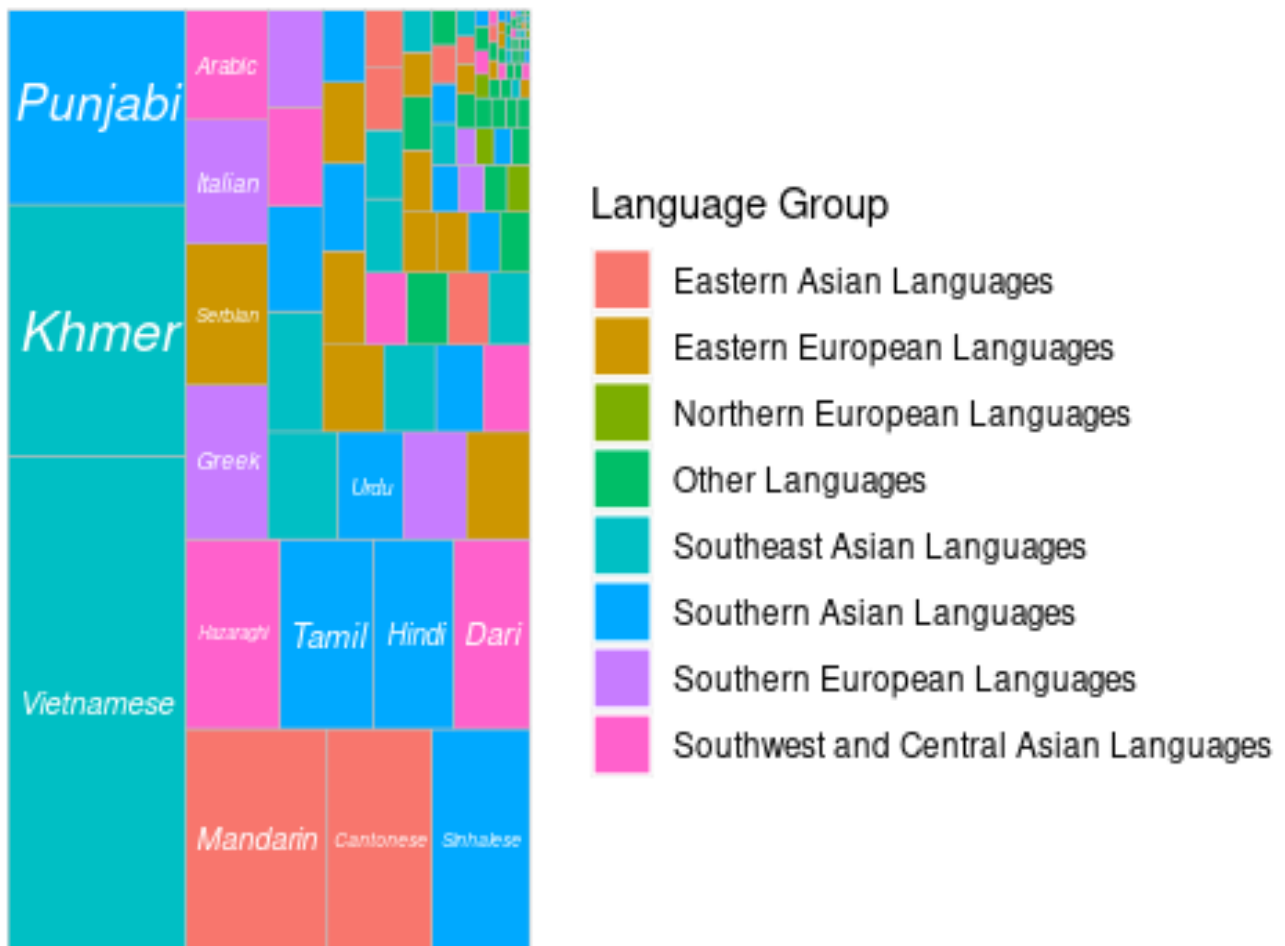 Punjabi
Khmer
Vietnamese
Arabic
Italian
Serbian
Greek
Urdu
Hazaraghi
Tamil
Hindi
Dari
Mandarin
Cantonese
Sinhalese
Language Group
Eastern Asian Languages
Eastern European Languages
Northern European Languages
Other Languages
Southeast Asian Languages
Southern Asian Languages
Southern European Languages
Southwest and Central Asian Languages